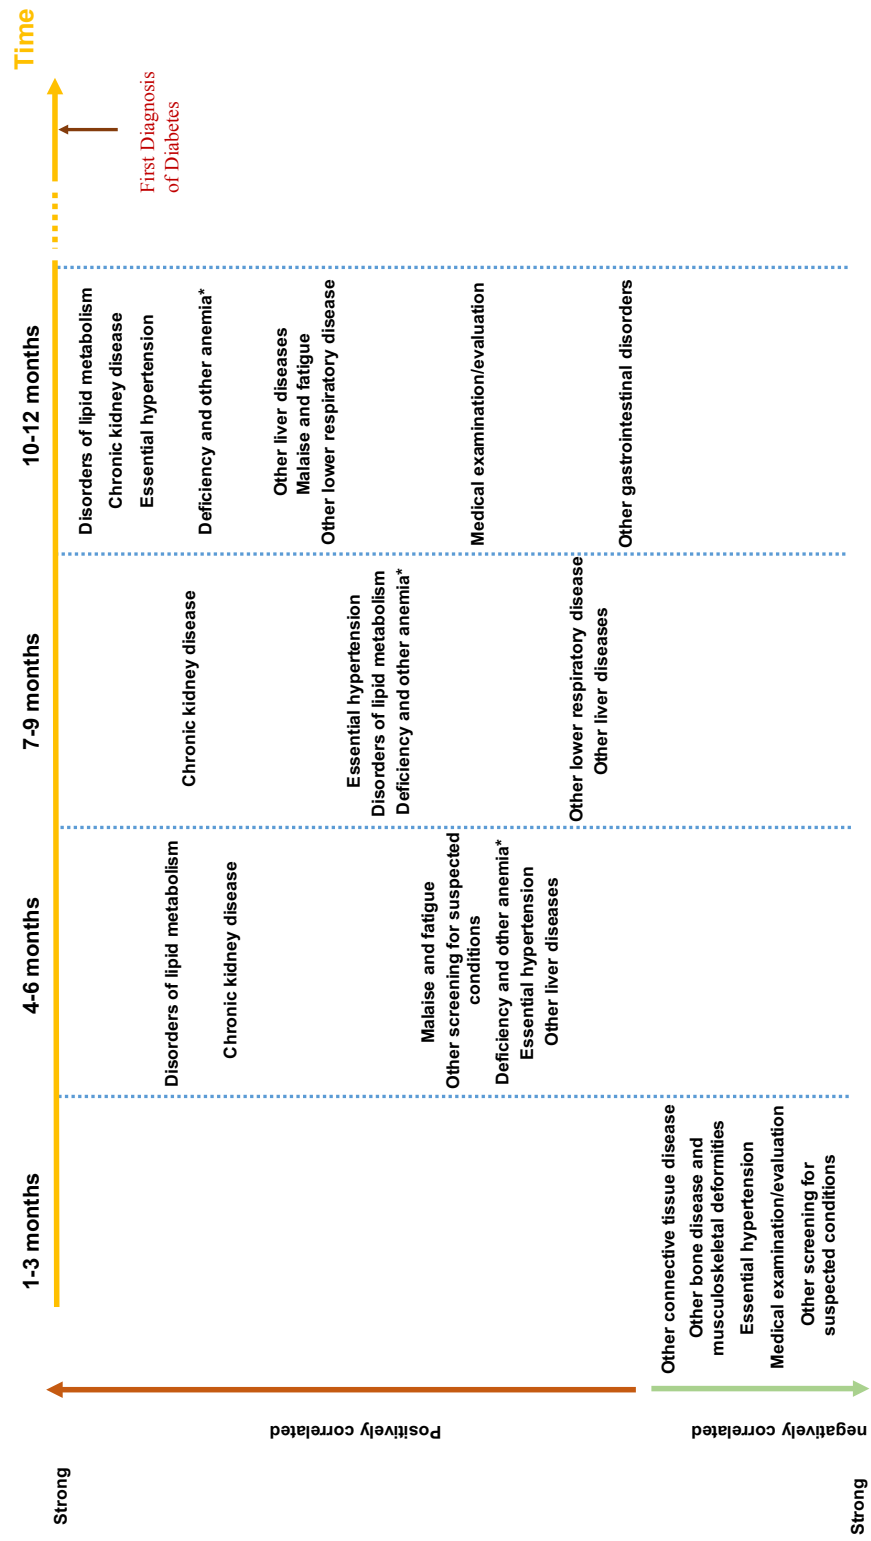 Time
1-3 months
4-6 months
7-9 months
10-12 months
First Diagnosis
of Diabetes
Strong
Positively correlated
negatively correlated
Strong
Other connective tissue disease
Other bone disease and
musculoskeletal deformities
Essential hypertension
Medical examination/evaluation
Other screening for
suspected conditions
Disorders of lipid metabolism
Chronic kidney disease
Malaise and fatigue
Other screening for suspected
conditions
Deficiency and other anemia*
Essential hypertension
Other liver diseases
Chronic kidney disease
Essential hypertension
Disorders of lipid metabolism
Deficiency and other anemia*
Other lower respiratory disease
Other liver diseases
Disorders of lipid metabolism
Chronic kidney disease
Essential hypertension
Deficiency and other anemia*
Other liver diseases
Malaise and fatigue
Other lower respiratory disease
Medical examination/evaluation
Other gastrointestinal disorders